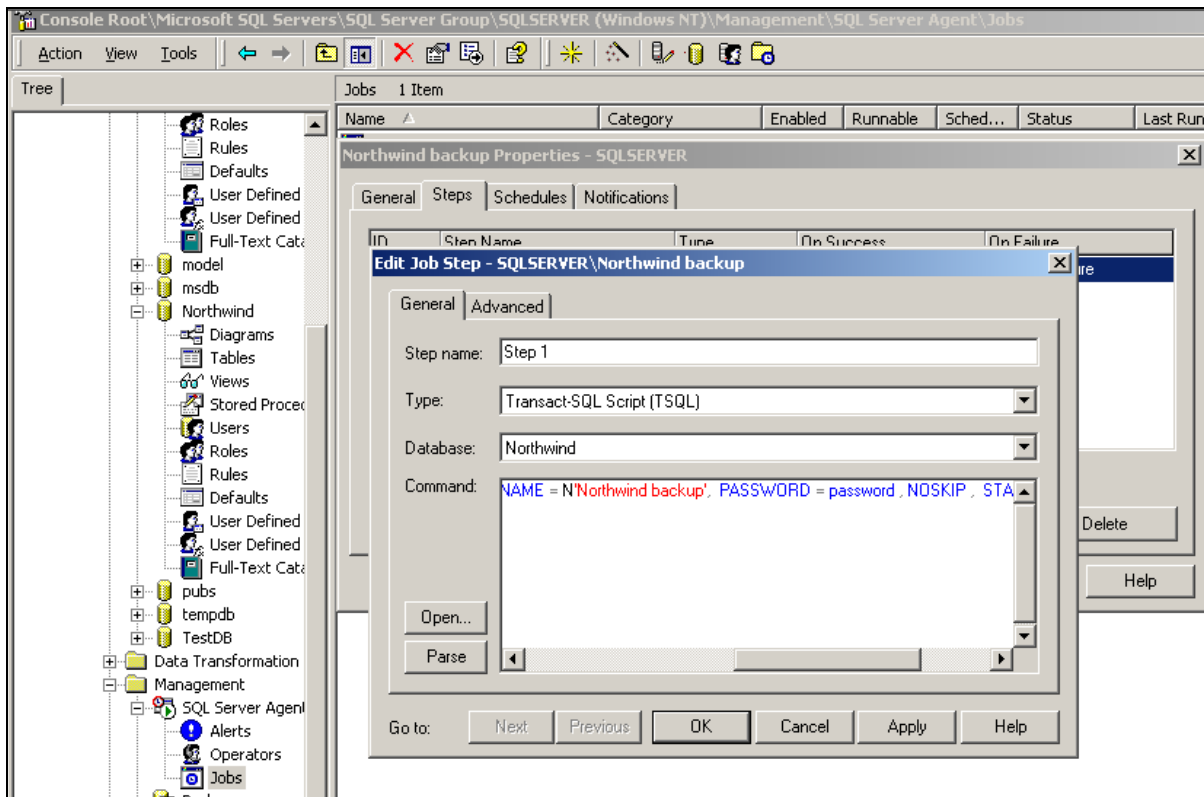 Console Root\Microsoft SQL Servers\SQL Server Group\SQLSERVER (Windows NT)\Management\SQL Server Agent\Jobs
Action View Tools
Tree
Jobs 1 Item
Name Category Enabled Runnable Sched... Status Last Run
Roles
Rules
Defaults
User Defined
User Defined
Full-Text Cata
model
msdb
Northwind
Diagrams
Tables
Views
Stored Proced
Users
Roles
Rules
Defaults
User Defined
User Defined
Full-Text Cata
pubs
tempdb
TestDB
Data Transformation
Management
SQL Server Agent
Alerts
Operators
Jobs
Northwind backup Properties - SQLSERVER
General Steps Schedules Notifications
ID Step Name Type On Success On Failure
ure
Delete
Help
Edit Job Step - SQLSERVER\Northwind backup
General Advanced
Step name: Step 1
Type: Transact-SQL Script (TSQL)
Database: Northwind
Command: NAME = N'Northwind backup', PASSWORD = password , NOSKIP , STA
Open...
Parse
Go to: Next Previous OK Cancel Apply Help